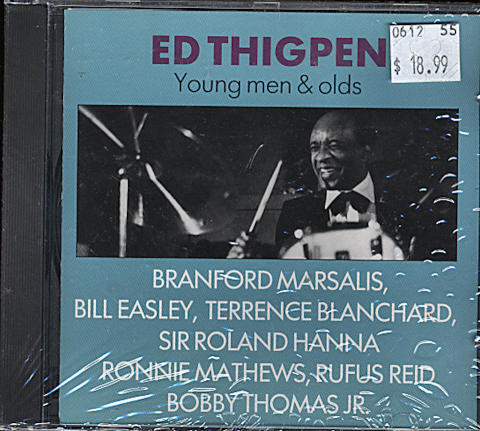 ED THIGPEN
0612 55
$ 18.99
Young men & olds
BRANFORD MARSALIS,
BILL EASLEY, TERRENCE BLANCHARD,
SIR ROLAND HANNA
RONNIE MATHEWS, RUFUS REID
BOBBY THOMAS JR.